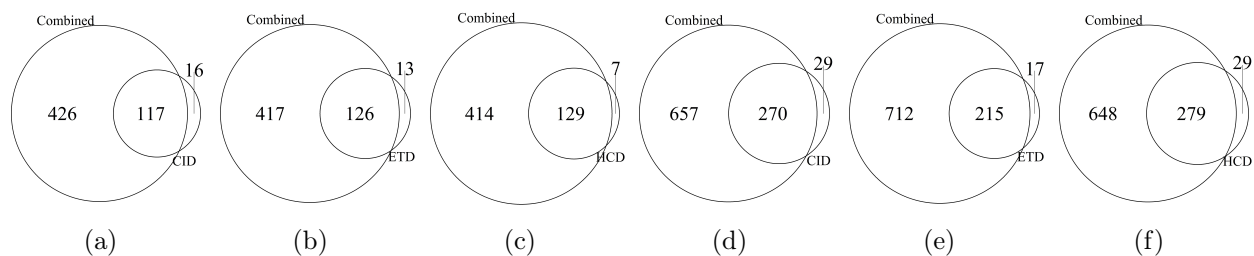 Combined
16
426
117
CID
(a)
Combined
13
417
126
ETD
(b)
Combined
7
414
129
HCD
(c)
Combined
29
657
270
CID
(d)
Combined
17
712
215
ETD
(e)
Combined
29
648
279
HCD
(f)